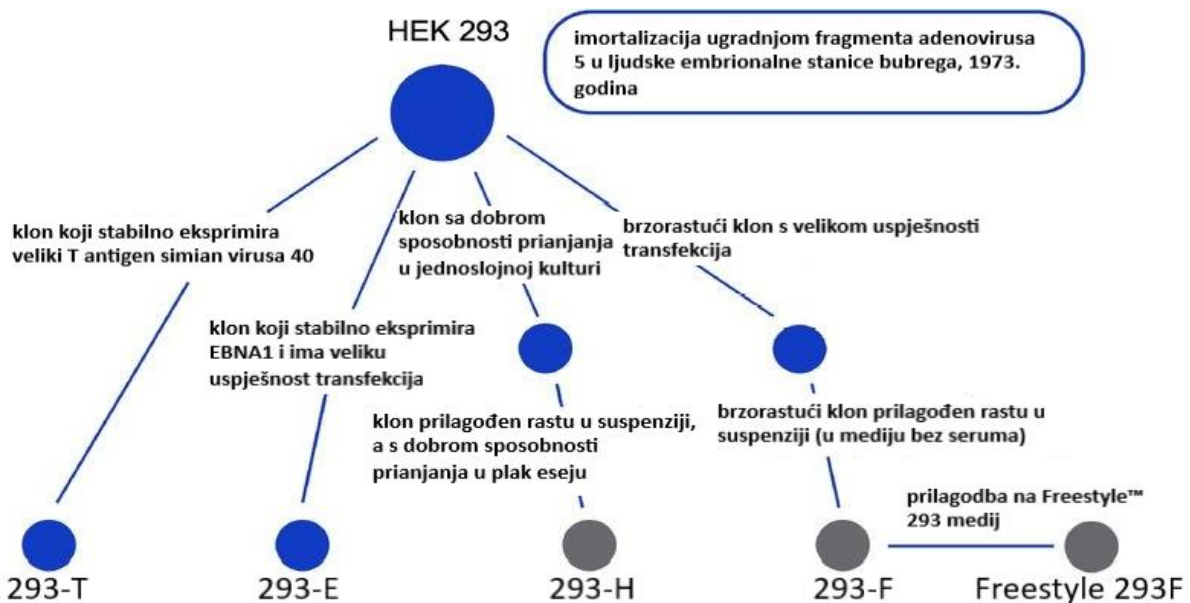 HEK 293
imortalizacija ugradnjom fragmenta adenovirusa
5 u ljudske embrionalne stanice bubrega, 1973.
godina
klon koji stabilno eksprimira
veliki T antigen simian virusa 40
klon sa dobrom
sposobnosti prianjanja
u jednoslojnoj kulturi
brzorastući klon s velikom uspješnosti
transfekcija
klon koji stabilno eksprimira
EBNA1 i ima veliku
uspješnost transfekcija
klon prilagođen rastu u suspenziji,
a s dobrom sposobnosti
prianjanja u plak eseju
brzorastući klon prilagođen rastu u
suspenziji (u mediju bez seruma)
prilagodba na Freestyle™
293 medij
293-T
293-E
293-H
293-F
Freestyle 293F